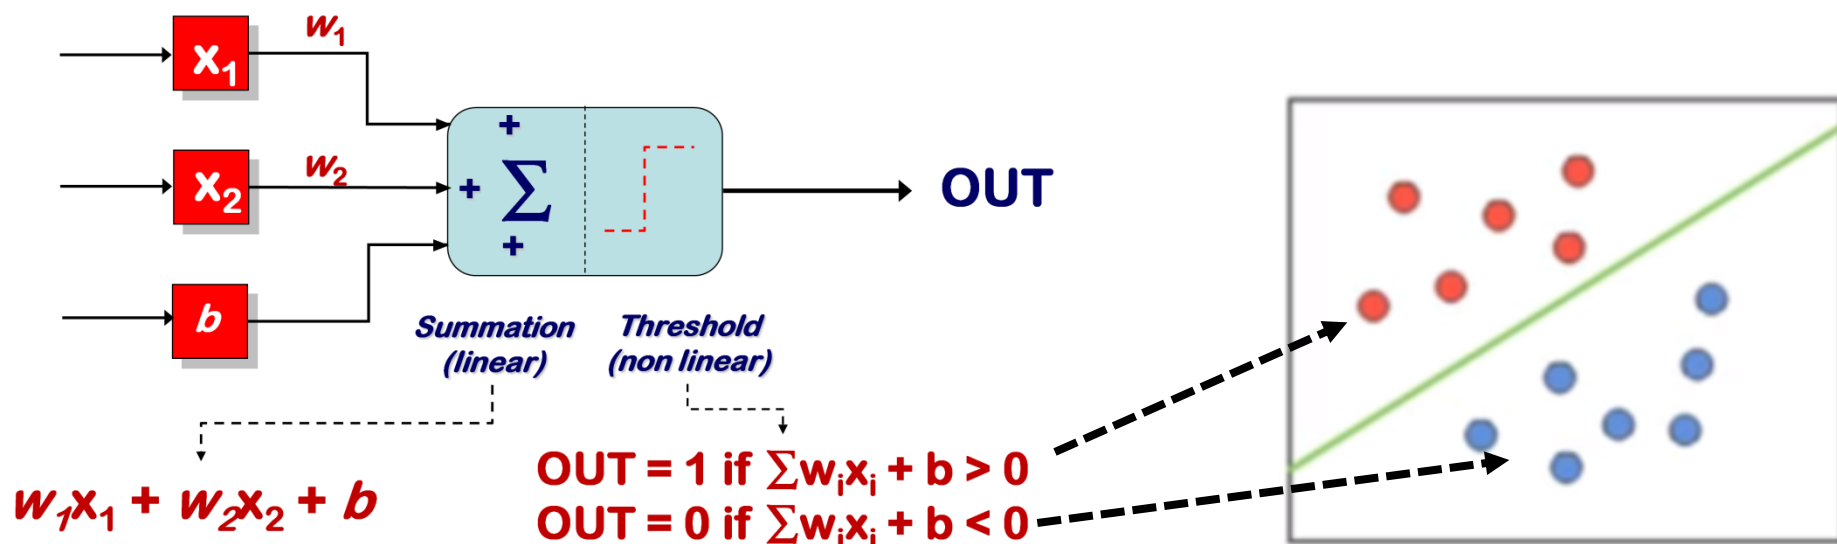 w₁
x₁
+
w₂
x₂
+ Σ
OUT
+
b
Summation
(linear)
Threshold
(non linear)
w₁x₁ + w₂x₂ + b
OUT = 1 if ∑wᵢxᵢ + b > 0
OUT = 0 if ∑wᵢxᵢ + b < 0